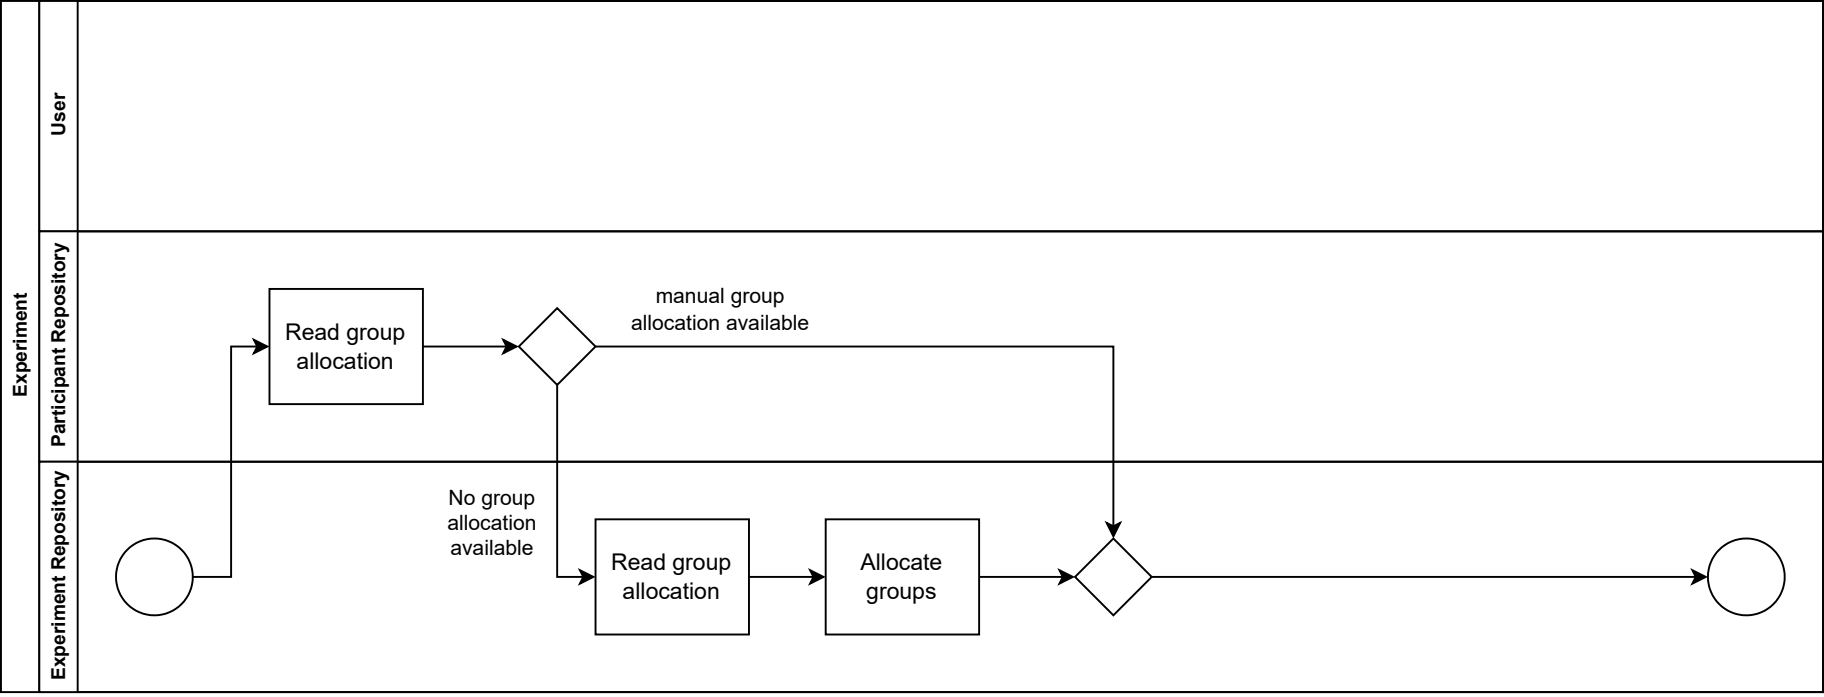 Experiment
User
Participant Repository
Experiment Repository
Read group
allocation
manual group
allocation available
No group
allocation
available
Read group
allocation
Allocate
groups